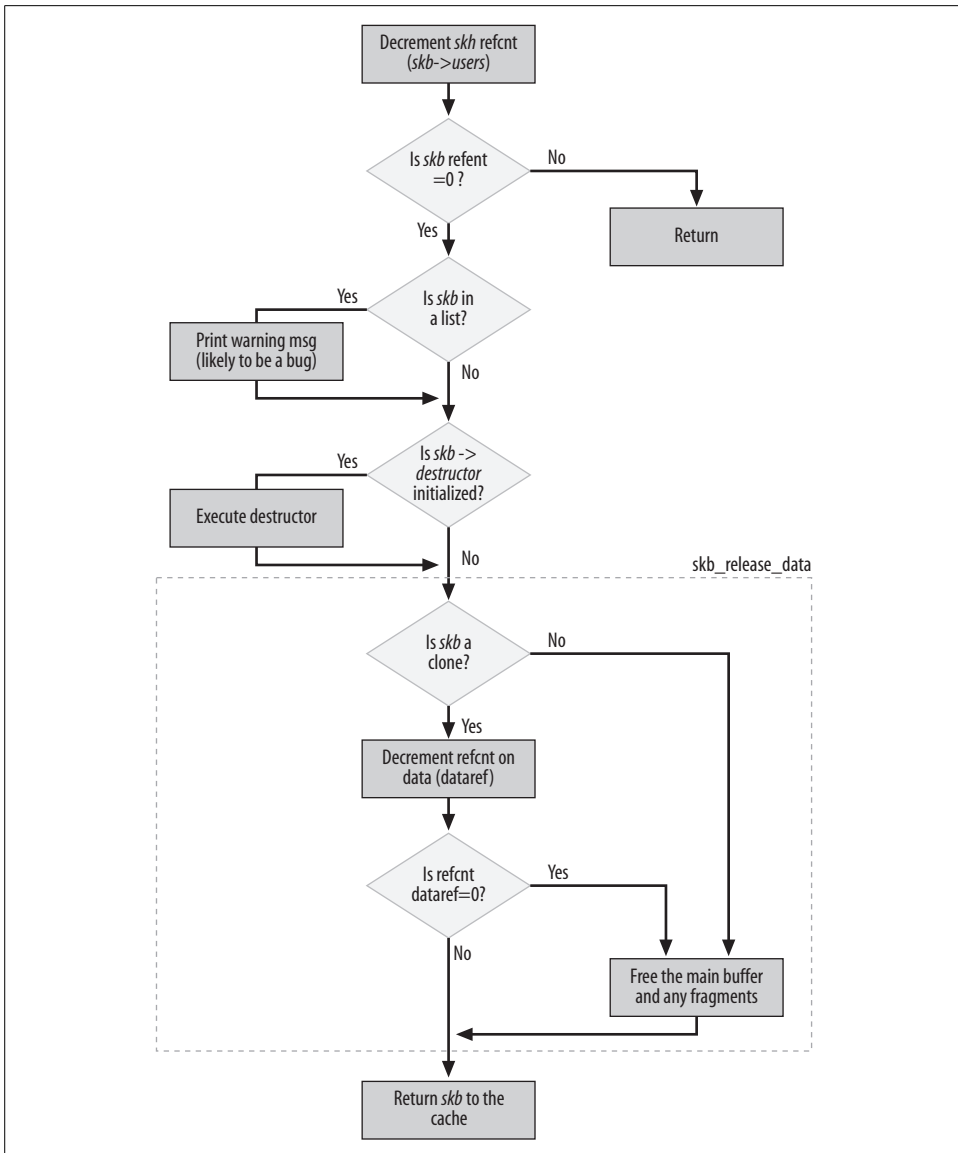 Decrement skh refcnt
(skb->users)
Is skb refent
=0 ?
No
Return
Yes
Is skb in
a list?
Yes
Print warning msg
(likely to be a bug)
No
Is skb ->
destructor
initialized?
Yes
Execute destructor
No
skb_release_data
Is skb a
clone?
No
Yes
Decrement refcnt on
data (dataref)
Is refcnt
dataref=0?
Yes
No
Free the main buffer
and any fragments
Return skb to the
cache